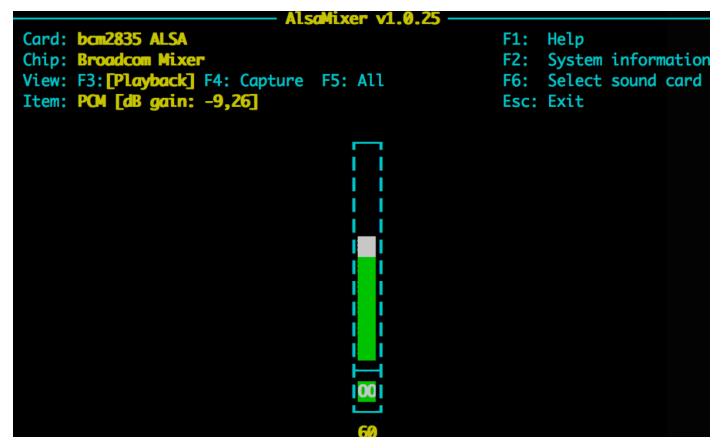 AlsaMixer v1.0.25
Card: bcm2835 ALSA F1: Help
Chip: Broadcom Mixer F2: System information
View: F3:[Playback] F4: Capture F5: All F6: Select sound card
Item: PCM [dB gain: -9,26] Esc: Exit
OO
60